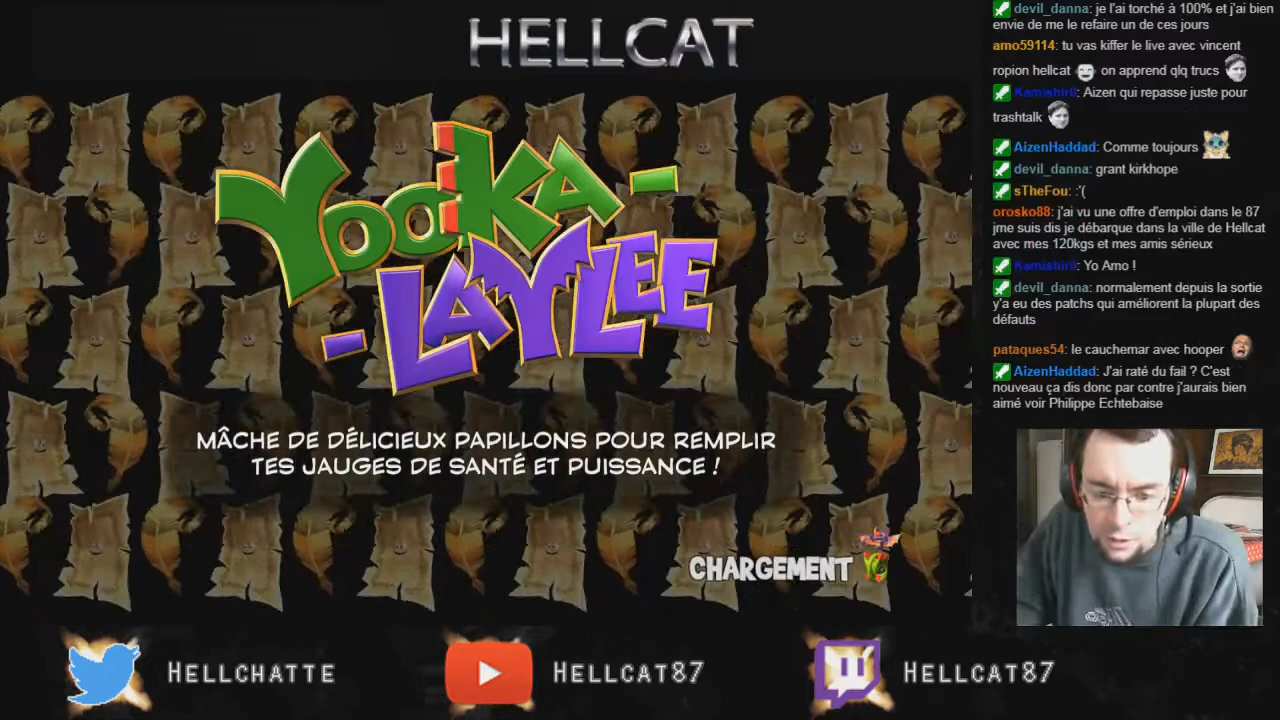 HELLCAT
YOOKA-
-LAYLEE
MÂCHE DE DÉLICIEUX PAPILLONS POUR REMPLIR
TES JAUGES DE SANTÉ ET PUISSANCE !
CHARGEMENT
devil_danna: je l'ai torché à 100% et j'ai bien
envie de me le refaire un de ces jours
amo59114: tu vas kiffer le live avec vincent
ropion hellcat on apprend qlq trucs
Kamishirii: Aizen qui repasse juste pour
trashtalk
AizenHaddad: Comme toujours
devil_danna: grant kirkhope
sTheFou: :'(
orosko88: j'ai vu une offre d'emploi dans le 87
jme suis dis je débarque dans la ville de Hellcat
avec mes 120kgs et mes amis sérieux
Kamishirii: Yo Amo !
devil_danna: normalement depuis la sortie
y'a eu des patchs qui améliorent la plupart des
défauts
pataques54: le cauchemar avec hooper
AizenHaddad: J'ai raté du fail ? C'est
nouveau ça dis donc par contre j'aurais bien
aimé voir Philippe Echtebaise
HELLCHATTE
HELLCAT87
HELLCAT87